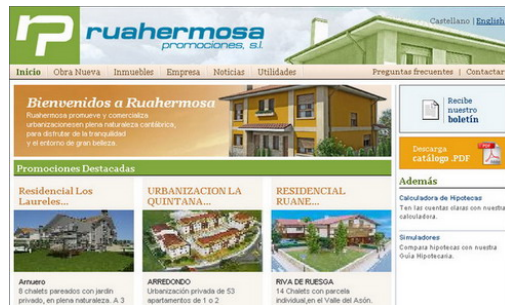 rp ruahermosa
promociones, s.l.
Castellano | English
Inicio Obra Nueva Inmuebles Empresa Noticias Utilidades Preguntas frecuentes | Contactar
Bienvenidos a Ruahermosa
Ruahermosa promueve y comercializa
urbanizacionesen plena naturaleza cantábrica,
para disfrutar de la tranquilidad
y el entorno de gran belleza.
Recibe
nuestro
boletín
Descarga
catálogo .PDF
Promociones Destacadas
Residencial Los
Laureles...
Arnuero
8 chalets pareados con jardín
privado, en plena naturaleza. A 3
URBANIZACION LA
QUINTANA...
ARREDONDO
Urbanización privada de 53
apartamentos de 1 o 2
RESIDENCIAL
RUANE...
RIVA DE RUESGA
14 Chalets con parcela
individual,en el Valle del Asón.
Además
Calculadora de Hipotecas
Ten las cuentas claras con nuestra
calculadora.
Simuladores
Compara hipotecas con nuestra
Guía Hipotecaria.